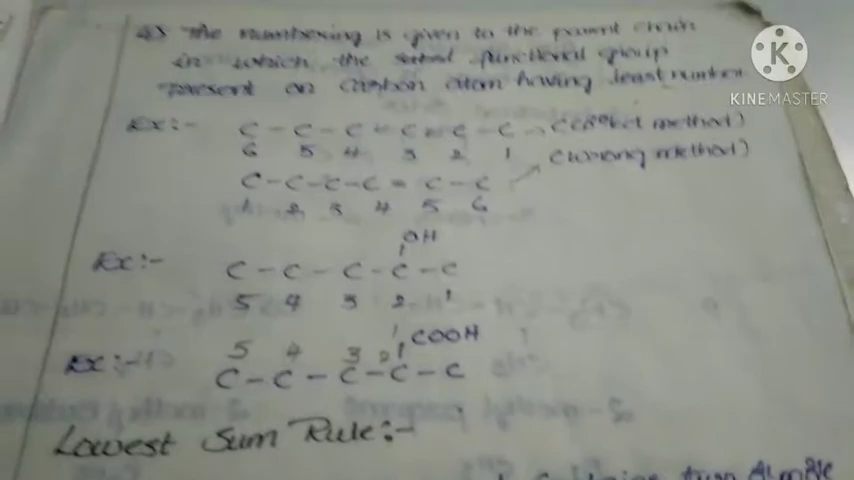 4) The numbering is given to the parent chain
in which the functional group
present on carbon atom having least number
KINEMASTER
Ex:- C - C - C - C = C - C method)
6 5 4 3 2 1
C - C - C - C = C - C (wrong method)
1 2 3 4 5 6
OH
Ex:- C - C - C - C - C
5 4 3 2 1
COOH
5 4 3 2 1
Ex:- C - C - C - C - C
Lowest Sum Rule:-